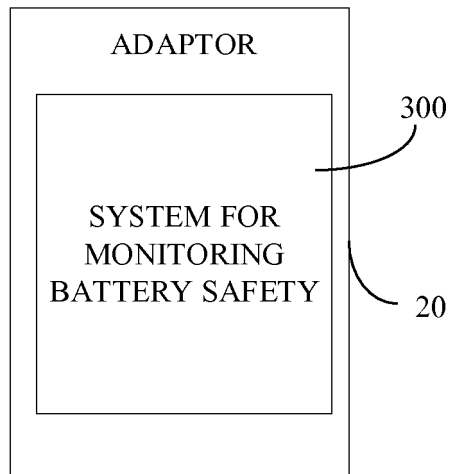 ADAPTOR
300
SYSTEM FOR
MONITORING
BATTERY SAFETY
20